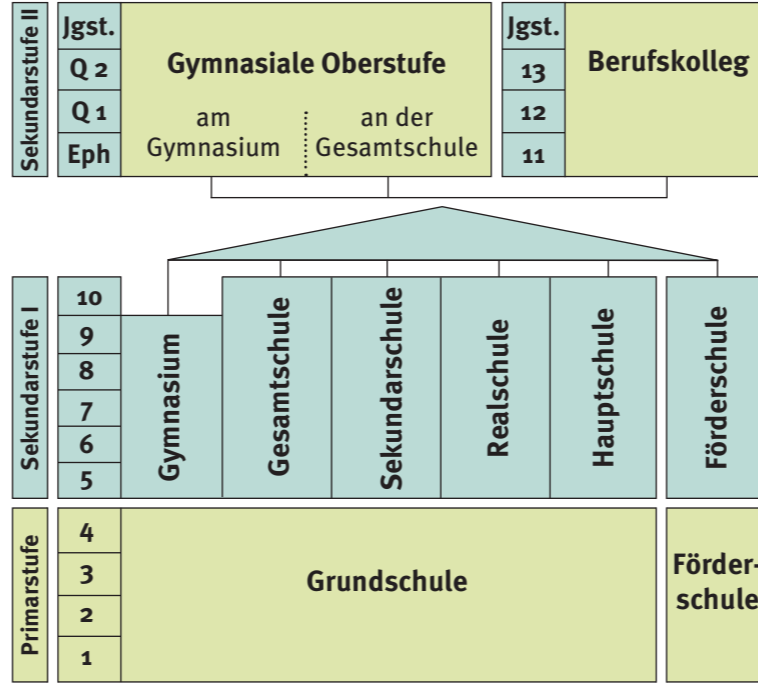 Sekundarstufe II
Jgst.
Q 2
Q 1
Eph
Gymnasiale Oberstufe
am
Gymnasium
an der
Gesamtschule
Jgst.
13
12
11
Berufskolleg
Sekundarstufe I
10
9
8
7
6
5
Gymnasium
Gesamtschule
Sekundarschule
Realschule
Hauptschule
Förderschule
Primarstufe
4
3
2
1
Grundschule
Förder-
schule